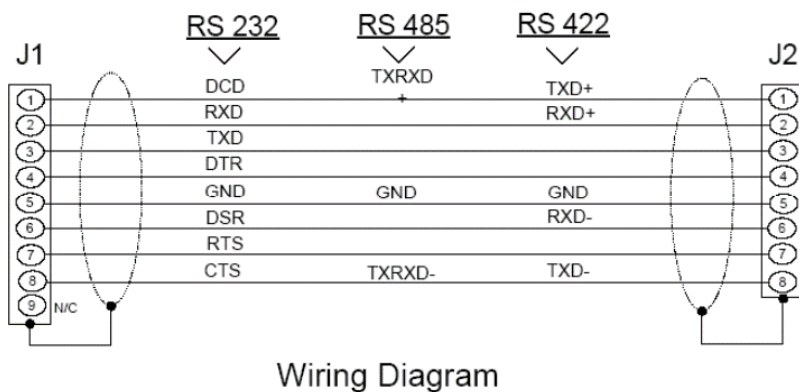 RS 232 RS 485 RS 422
J1 J2
DCD TXRXD + TXD+
1 1
RXD RXD+
2 2
TXD
3 3
DTR
4 4
GND GND GND
5 5
DSR RXD-
6 6
RTS
7 7
CTS TXRXD- TXD-
8 8
9 N/C
Wiring Diagram